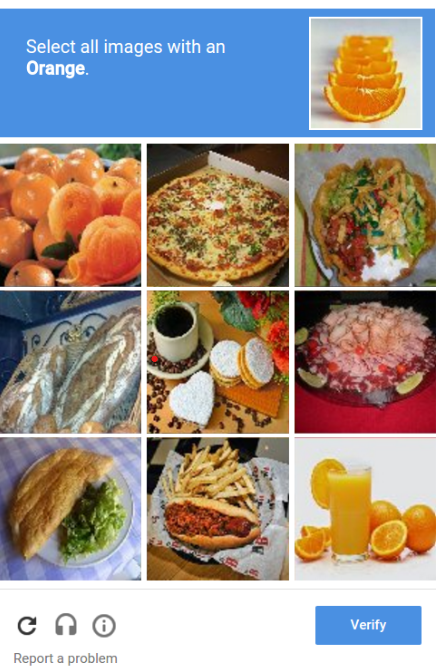 Select all images with an
Orange.
Verify
Report a problem